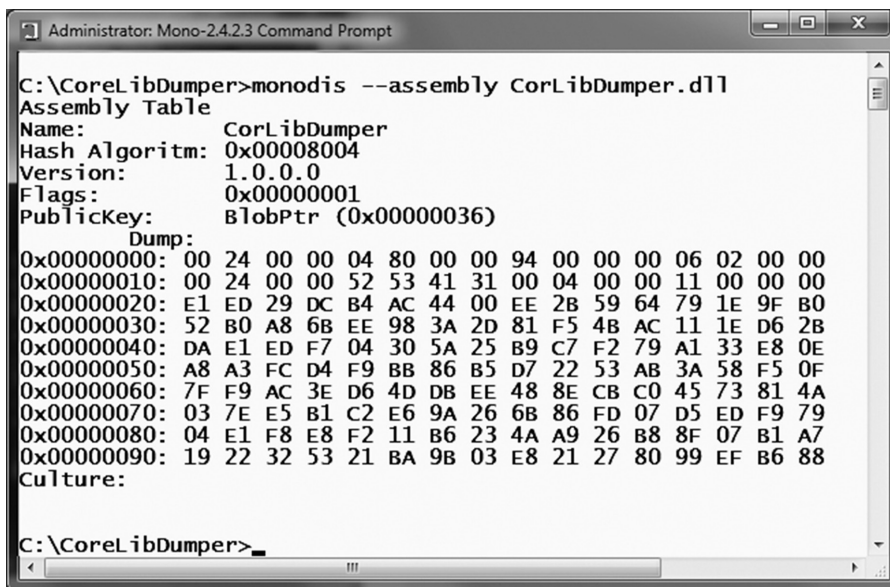 Administrator: Mono-2.4.2.3 Command Prompt
C:\CoreLibDumper>monodis --assembly CorLibDumper.dll
Assembly Table
Name: CorLibDumper
Hash Algoritm: 0x00008004
Version: 1.0.0.0
Flags: 0x00000001
PublicKey: BlobPtr (0x00000036)
Dump:
0x00000000: 00 24 00 00 04 80 00 00 94 00 00 00 06 02 00 00
0x00000010: 00 24 00 00 52 53 41 31 00 04 00 00 11 00 00 00
0x00000020: E1 ED 29 DC B4 AC 44 00 EE 2B 59 64 79 1E 9F B0
0x00000030: 52 B0 A8 6B EE 98 3A 2D 81 F5 4B AC 11 1E D6 2B
0x00000040: DA E1 ED F7 04 30 5A 25 B9 C7 F2 79 A1 33 E8 0E
0x00000050: A8 A3 FC D4 F9 BB 86 B5 D7 22 53 AB 3A 58 F5 0F
0x00000060: 7F F9 AC 3E D6 4D DB EE 48 8E CB C0 45 73 81 4A
0x00000070: 03 7E E5 B1 C2 E6 9A 26 6B 86 FD 07 D5 ED F9 79
0x00000080: 04 E1 F8 E8 F2 11 B6 23 4A A9 26 B8 8F 07 B1 A7
0x00000090: 19 22 32 53 21 BA 9B 03 E8 21 27 80 99 EF B6 88
Culture:
C:\CoreLibDumper>